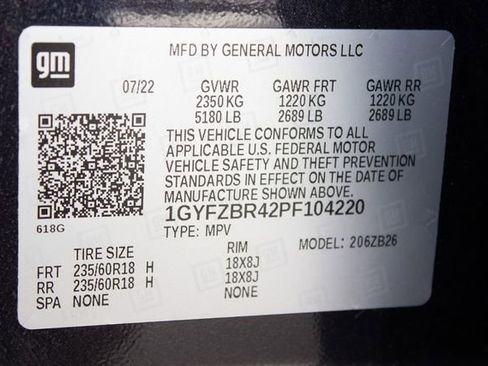 gm
MFD BY GENERAL MOTORS LLC
07/22 GVWR GAWR FRT GAWR RR
2350 KG 1220 KG 1220 KG
5180 LB 2689 LB 2689 LB
THIS VEHICLE CONFORMS TO ALL
APPLICABLE U.S. FEDERAL MOTOR
VEHICLE SAFETY AND THEFT PREVENTION
STANDARDS IN EFFECT ON THE DATE OF
MANUFACTURE SHOWN ABOVE.
618G
1GYFZBR42PF104220
TYPE: MPV
TIRE SIZE RIM MODEL: 206ZB26
FRT 235/60R18 H 18X8J
RR 235/60R18 H 18X8J
SPA NONE NONE